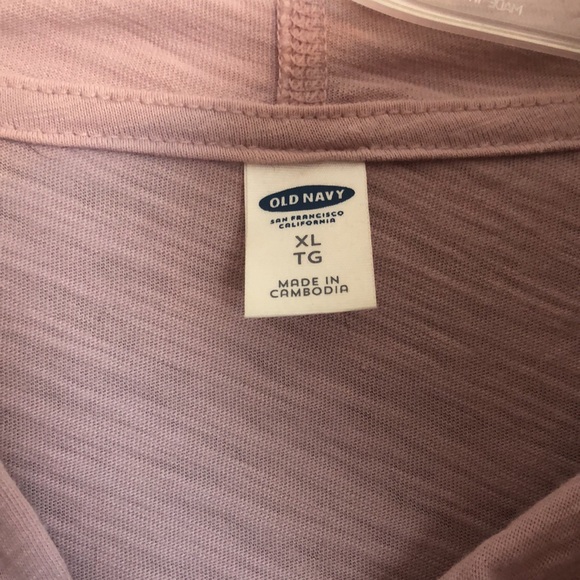 OLD NAVY
SAN FRANCISCO
CALIFORNIA
XL
TG
MADE IN
CAMBODIA